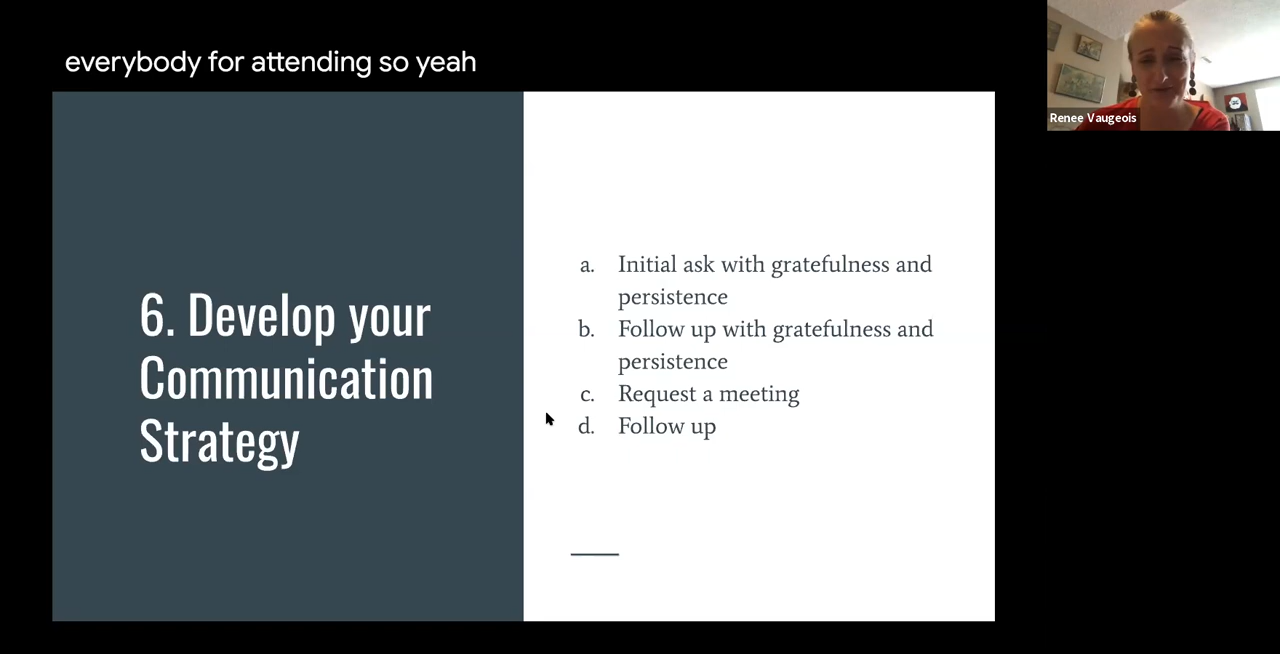 everybody for attending so yeah
Renee Vaugeois
6. Develop your
Communication
Strategy
a. Initial ask with gratefulness and
persistence
b. Follow up with gratefulness and
persistence
c. Request a meeting
d. Follow up